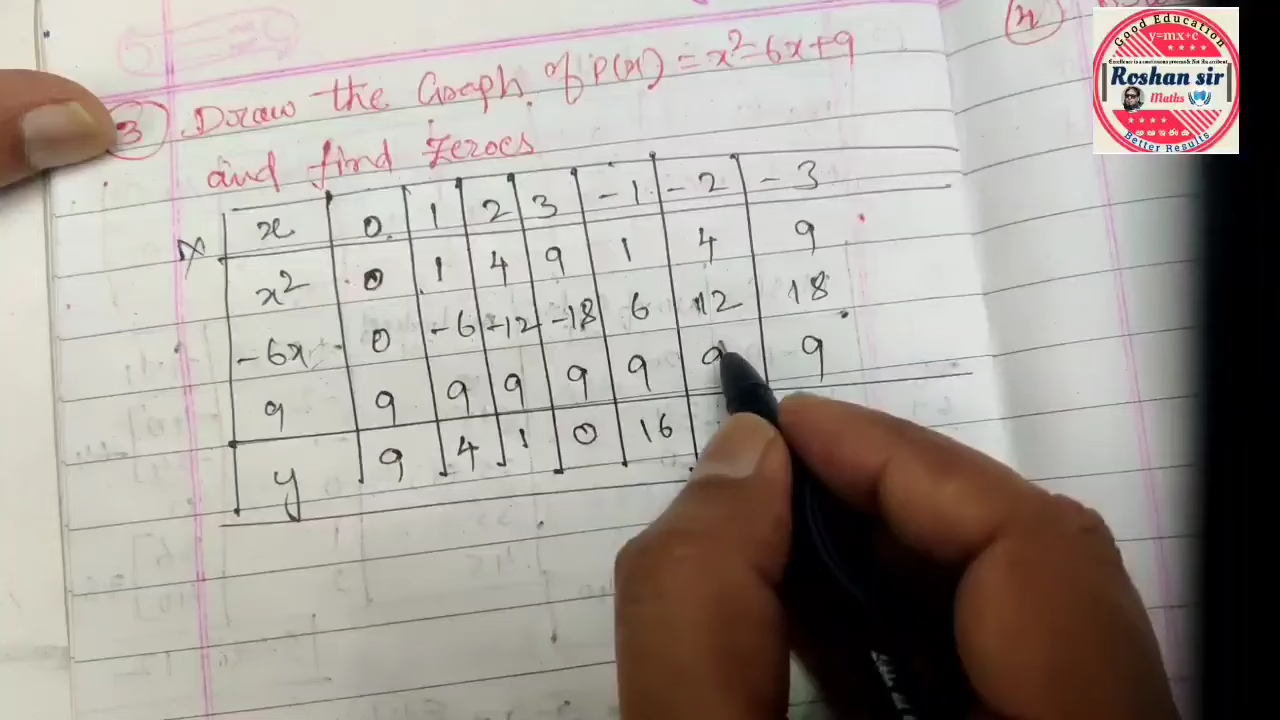 3 Draw the Graph of P(x) = x²-6x+9
and find zeroes
x 0 1 2 3 -1 -2 -3
x² 0 1 4 9 1 4 9
-6x 0 -6 -12 -18 6 12 18
9 9 9 9 9 9 9 9
y 9 4 1 0 16
Good Education
y=mx+c
Roshan sir
Maths
Better Results